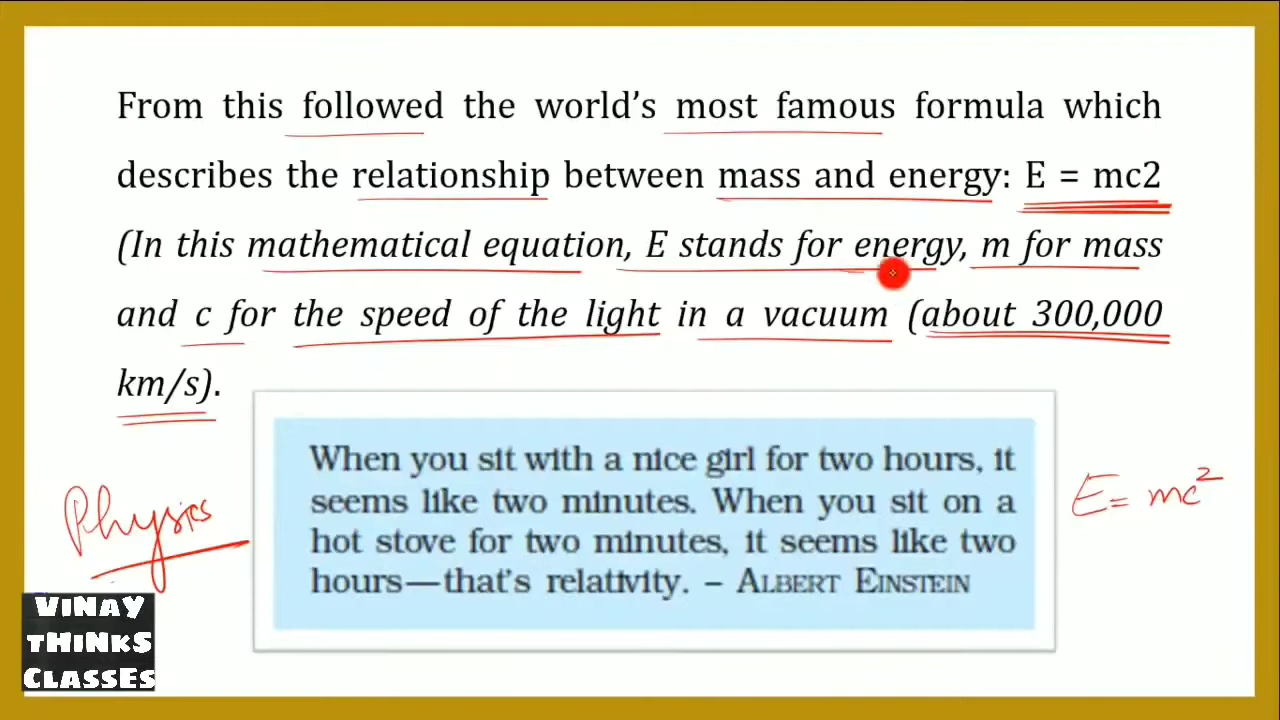 From this followed the world's most famous formula which
describes the relationship between mass and energy: E = mc2
(In this mathematical equation, E stands for energy, m for mass
and c for the speed of the light in a vacuum (about 300,000
km/s).
When you sit with a nice girl for two hours, it
seems like two minutes. When you sit on a
hot stove for two minutes, it seems like two
hours—that's relativity. – ALBERT EINSTEIN
Physics
E = mc²
ViNAY
THiNKS
CLASSES